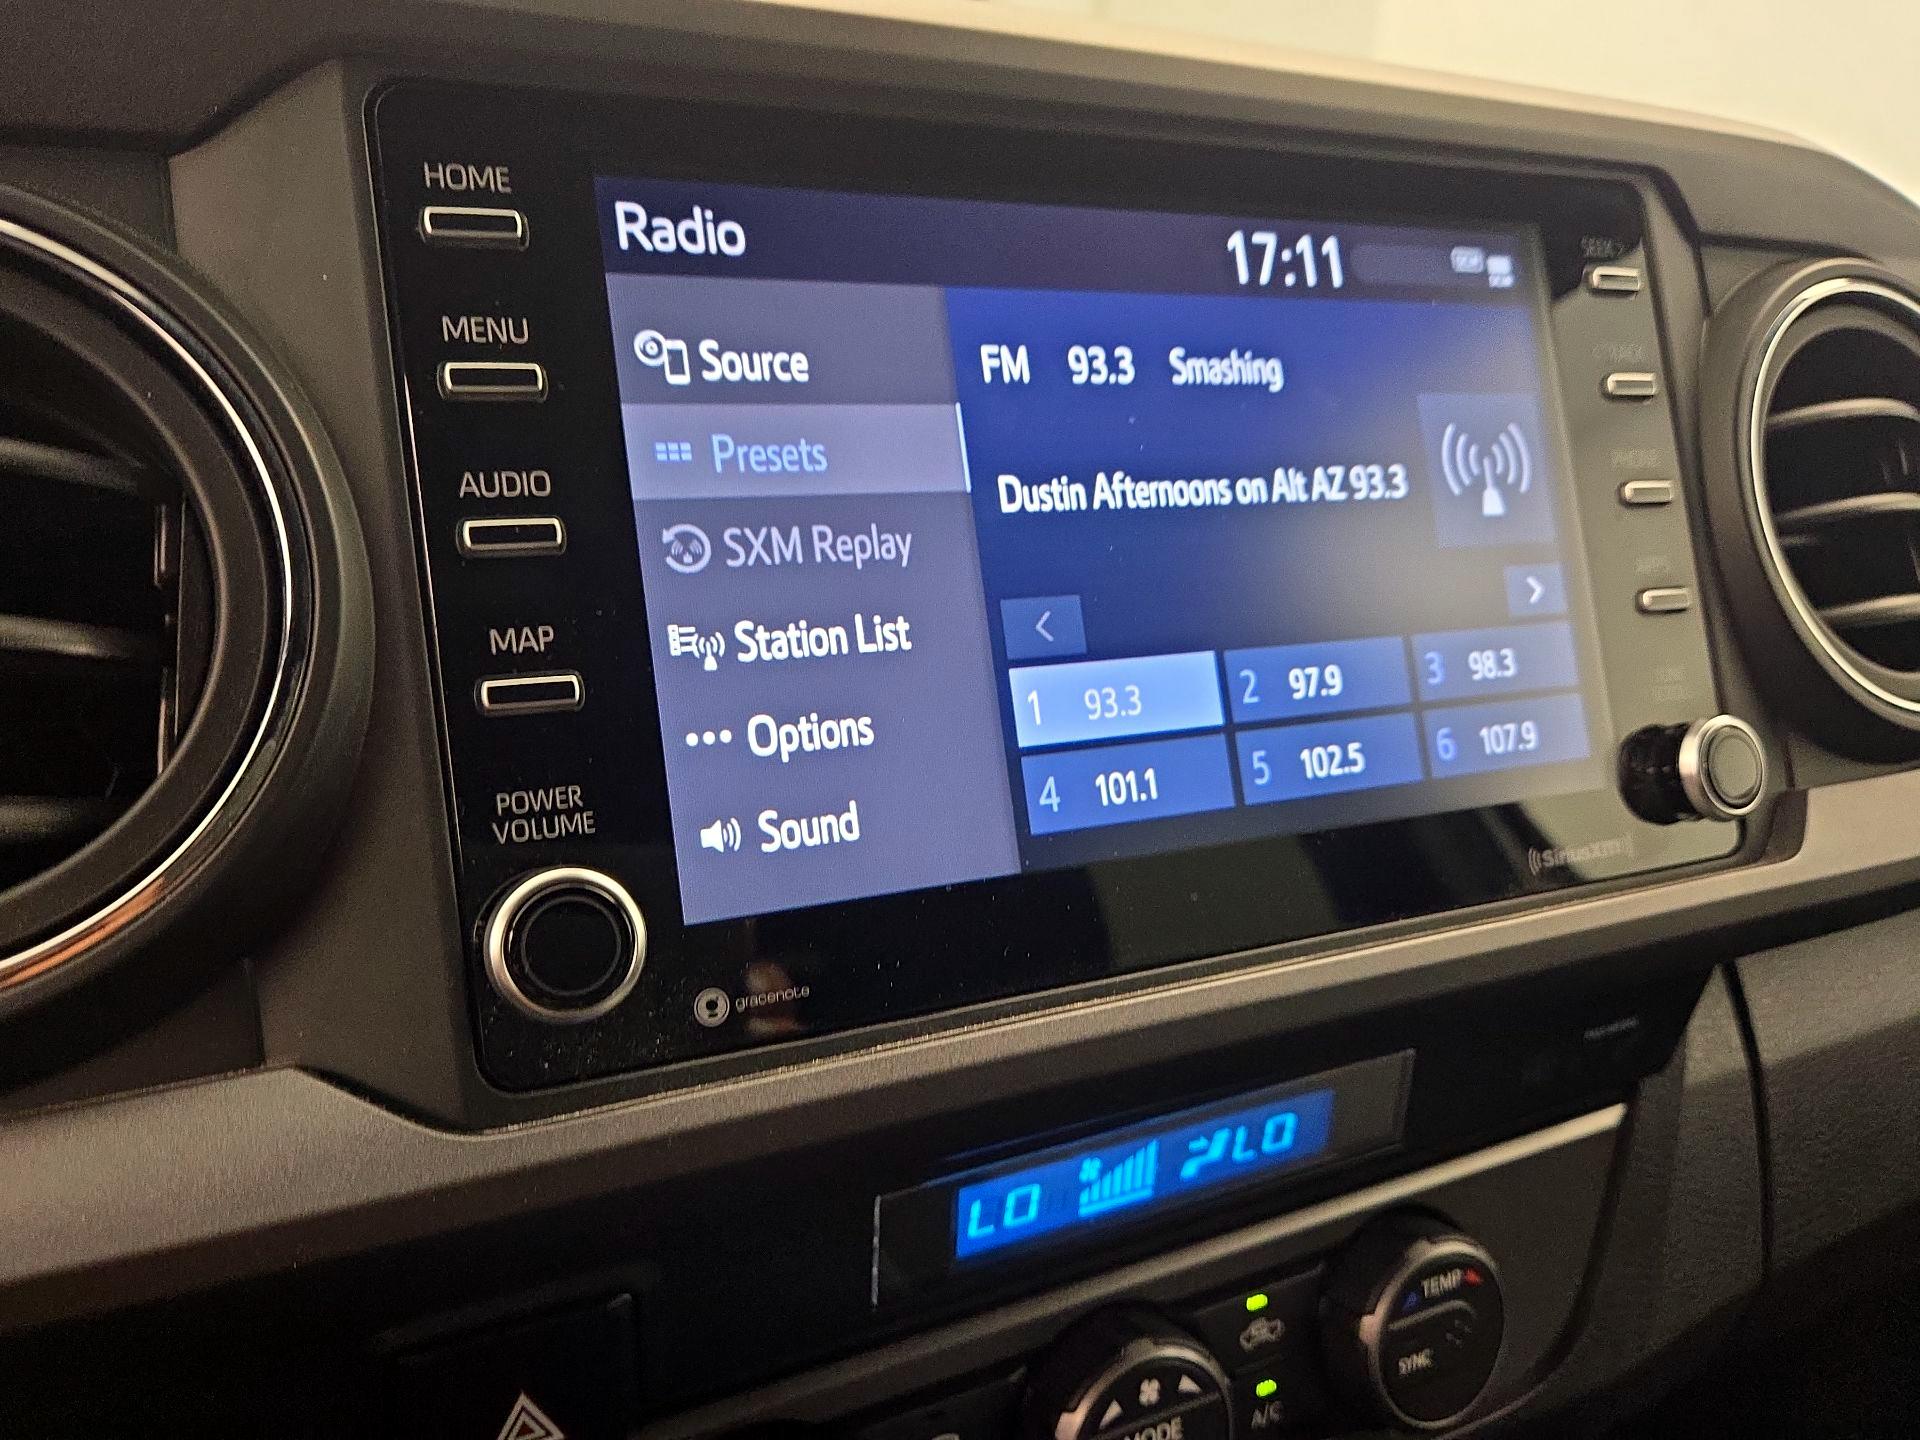 HOME
MENU
AUDIO
MAP
POWER
VOLUME
Radio
17:11
Source
Presets
SXM Replay
Station List
Options
Sound
FM 93.3 Smashing
Dustin Afternoons on Alt AZ 93.3
1 93.3
2 97.9
3 98.3
4 101.1
5 102.5
6 107.9
SEEK >
gracenote
SiriusXM
LO
LO
TEMP
SYNC
MODE
A/C